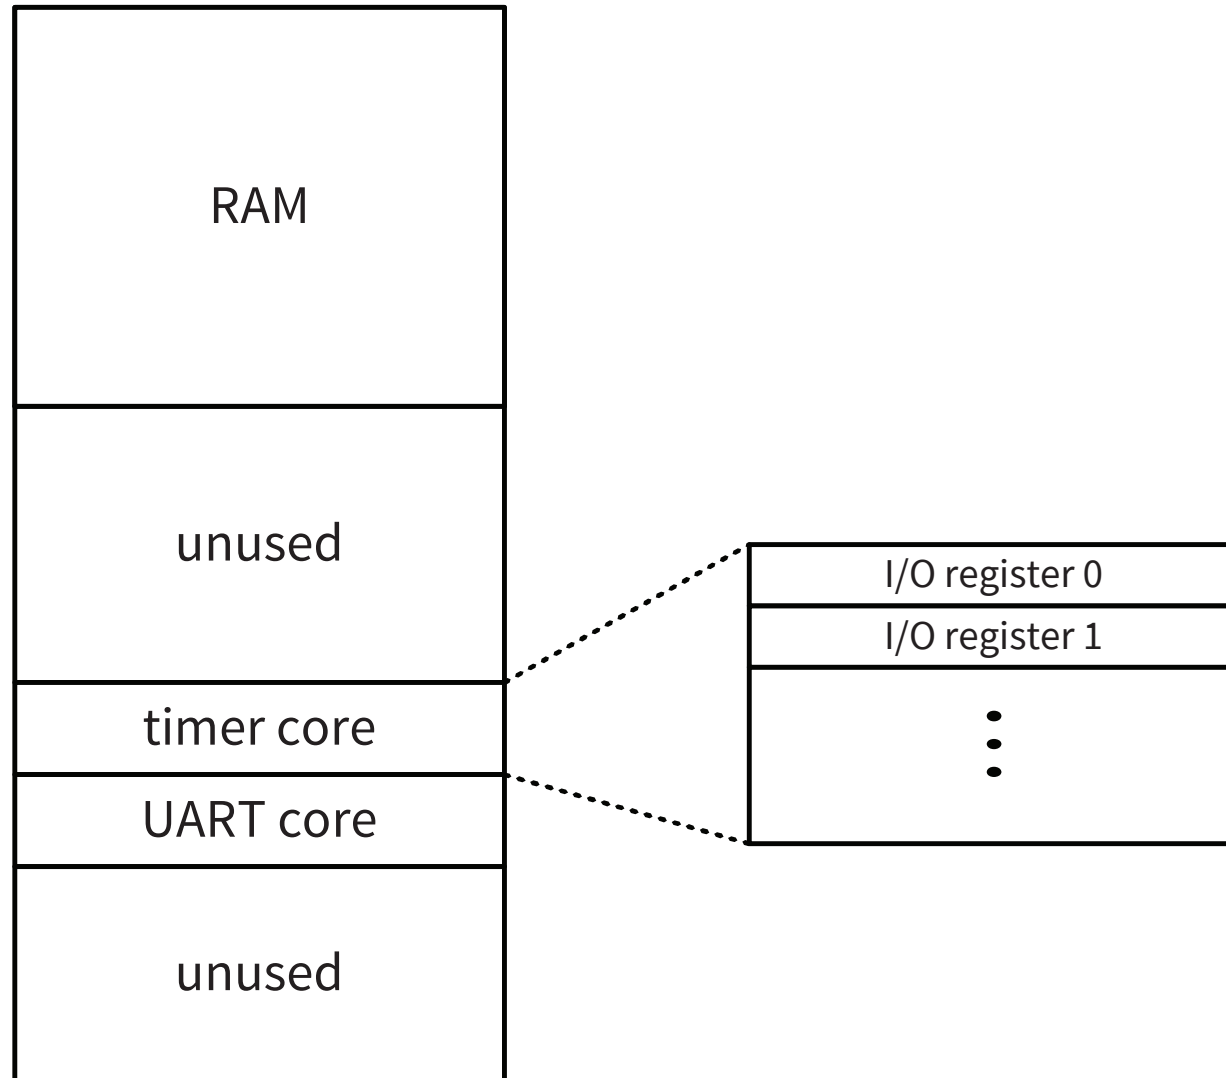 RAM
unused
I/O register 0
I/O register 1
timer core
UART core
unused